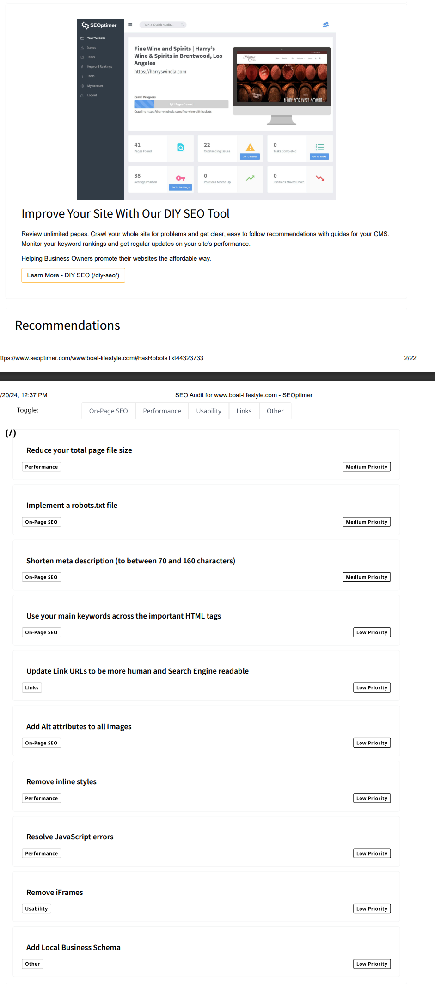 SEOptimer
Run a Quick Audit...
Your Website
Issues
Tasks
Keyword Rankings
Tools
My Account
Logout
Fine Wine and Spirits | Harry's
Wine & Spirits in Brentwood, Los
Angeles
https://harryswinela.com
Crawl Progress
9/41 Pages Crawled
Crawling https://harryswinela.com/fine-wine-gift-baskets
Harry's
A WINE FOR EVERY MOMENT
41
Pages Found
22
Outstanding Issues
Go To Issues
0
Tasks Completed
Go To Tasks
38
Average Position
Go To Rankings
0
Positions Moved Up
0
Positions Moved Down
Improve Your Site With Our DIY SEO Tool
Review unlimited pages. Crawl your whole site for problems and get clear, easy to follow recommendations with guides for your CMS.
Monitor your keyword rankings and get regular updates on your site's performance.
Helping Business Owners promote their websites the affordable way.
Learn More - DIY SEO (/diy-seo/)
Recommendations
ttps://www.seoptimer.com/www.boat-lifestyle.com#hasRobotsTxt44323733 2/22
/20/24, 12:37 PM SEO Audit for www.boat-lifestyle.com - SEOptimer
Toggle: On-Page SEO Performance Usability Links Other
(/)
Reduce your total page file size
Performance Medium Priority
Implement a robots.txt file
On-Page SEO Medium Priority
Shorten meta description (to between 70 and 160 characters)
On-Page SEO Medium Priority
Use your main keywords across the important HTML tags
On-Page SEO Low Priority
Update Link URLs to be more human and Search Engine readable
Links Low Priority
Add Alt attributes to all images
On-Page SEO Low Priority
Remove inline styles
Performance Low Priority
Resolve JavaScript errors
Performance Low Priority
Remove iFrames
Usability Low Priority
Add Local Business Schema
Other Low Priority